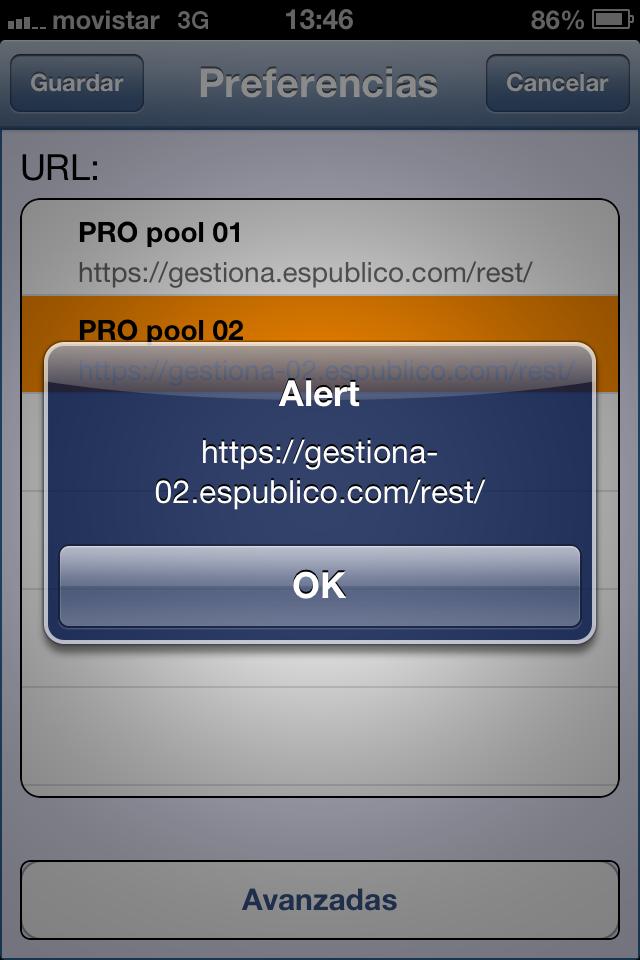 movistar 3G 13:46 86%
Guardar Preferencias Cancelar
URL:
PRO pool 01
https://gestiona.espublico.com/rest/
PRO pool 02
https://gestiona-02.espublico.com/rest/
Alert
https://gestiona-
02.espublico.com/rest/
OK
Avanzadas